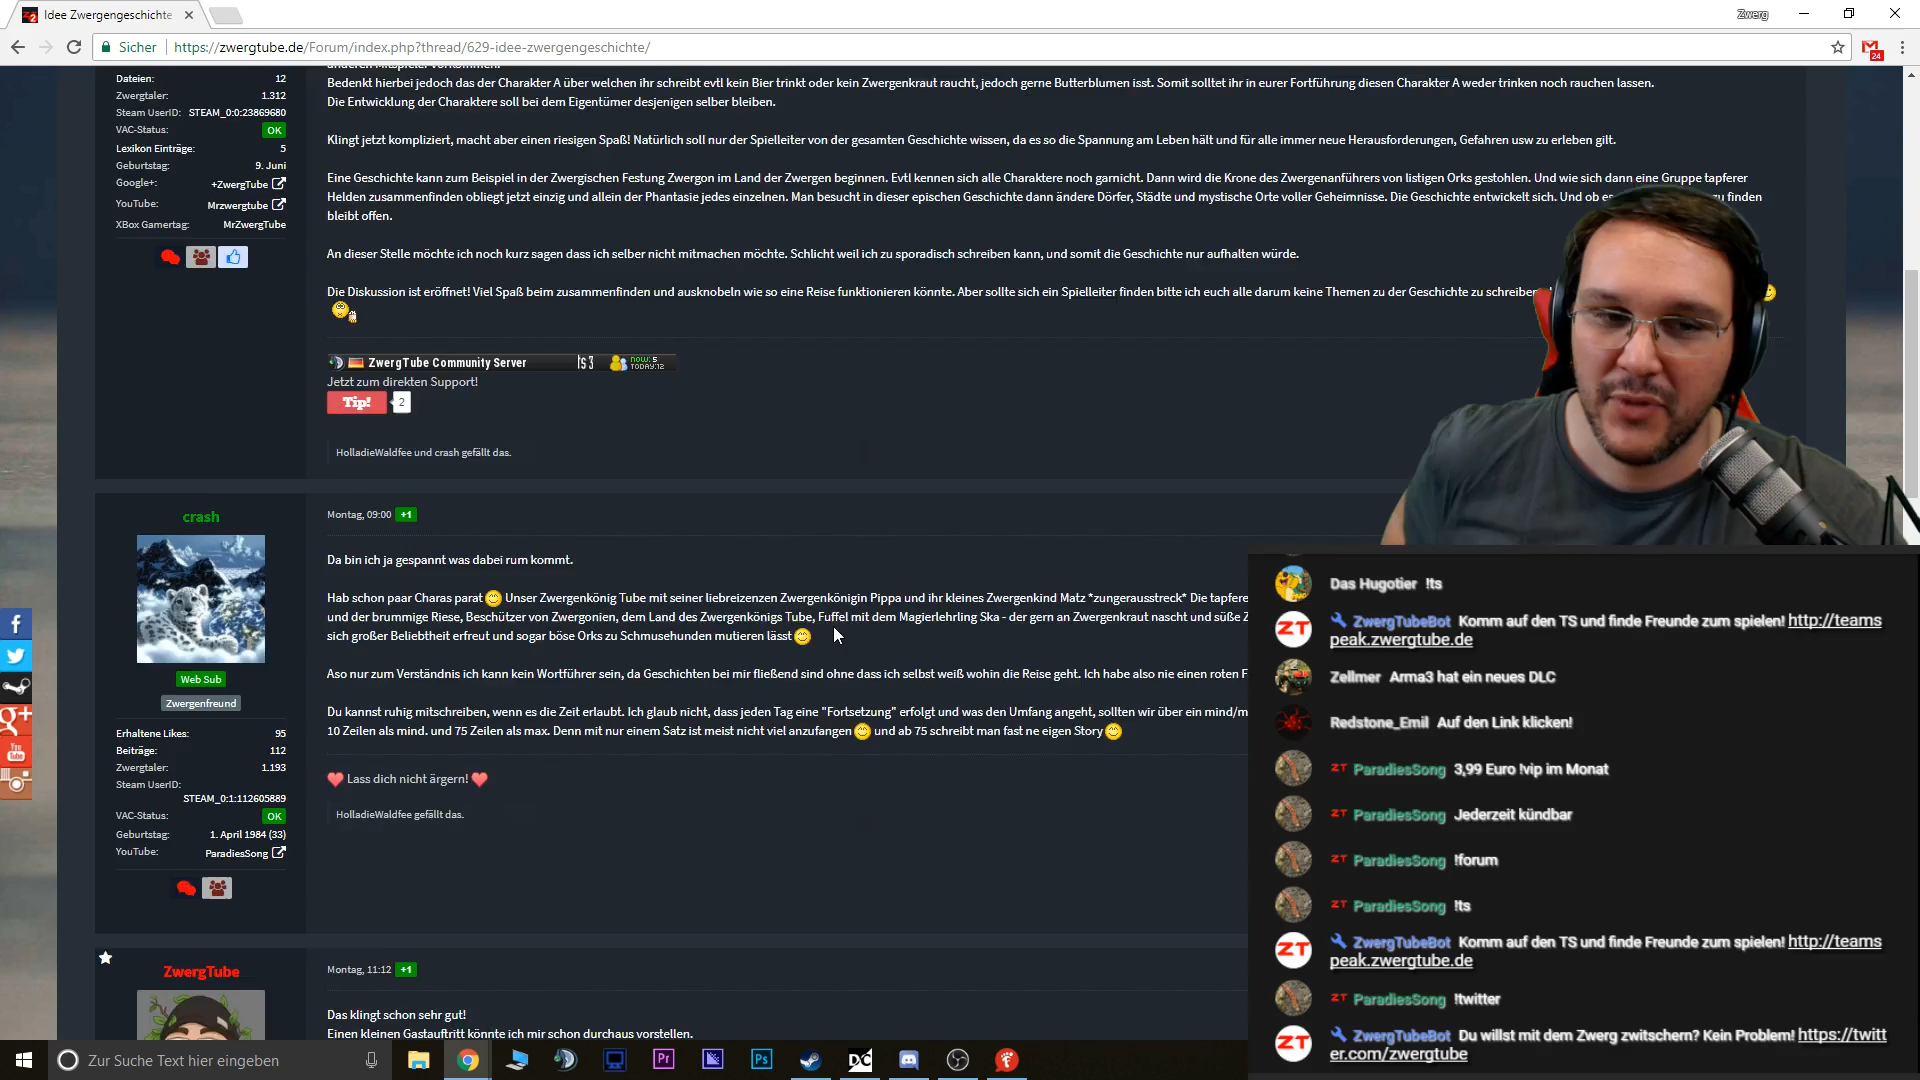 Idee Zwergengeschichte
Zwerg
Sicher
https://zwergtube.de/Forum/index.php?thread/629-idee-zwergengeschichte/
24
Dateien: 12
Zwergtaler: 1.312
Steam UserID: STEAM_0:0:23869680
VAC-Status: OK
Lexikon Einträge: 5
Geburtstag: 9. Juni
Google+: +ZwergTube
YouTube: Mrzwergtube
XBox Gamertag: MrZwergTube
Bedenkt hierbei jedoch das der Charakter A über welchen ihr schreibt evtl kein Bier trinkt oder kein Zwergenkraut raucht, jedoch gerne Butterblumen isst. Somit solltet ihr in eurer Fortführung diesen Charakter A weder trinken noch rauchen lassen.
Die Entwicklung der Charaktere soll bei dem Eigentümer desjenigen selber bleiben.
Klingt jetzt kompliziert, macht aber einen riesigen Spaß! Natürlich soll nur der Spielleiter von der gesamten Geschichte wissen, da es so die Spannung am Leben hält und für alle immer neue Herausforderungen, Gefahren usw zu erleben gilt.
Eine Geschichte kann zum Beispiel in der Zwergischen Festung Zwergon im Land der Zwergen beginnen. Evtl kennen sich alle Charaktere noch garnicht. Dann wird die Krone des Zwergenanführers von listigen Orks gestohlen. Und wie sich dann eine Gruppe tapferer
Helden zusammenfinden obliegt jetzt einzig und allein der Phantasie jedes einzelnen. Man besucht in dieser epischen Geschichte dann ändere Dörfer, Städte und mystische Orte voller Geheimnisse. Die Geschichte entwickelt sich. Und ob es zu finden
bleibt offen.
An dieser Stelle möchte ich noch kurz sagen dass ich selber nicht mitmachen möchte. Schlicht weil ich zu sporadisch schreiben kann, und somit die Geschichte nur aufhalten würde.
Die Diskussion ist eröffnet! Viel Spaß beim zusammenfinden und ausknobeln wie so eine Reise funktionieren könnte. Aber sollte sich ein Spielleiter finden bitte ich euch alle darum keine Themen zu der Geschichte zu schreiben
ZwergTube Community Server
NOW: 5
TODAY:12
Jetzt zum direkten Support!
Tip! 2
HolladieWaldfee und crash gefällt das.
crash
Web Sub
Zwergenfreund
Erhaltene Likes: 95
Beiträge: 112
Zwergtaler: 1.193
Steam UserID:
STEAM_0:1:112605889
VAC-Status: OK
Geburtstag: 1. April 1984 (33)
YouTube: ParadiesSong
Montag, 09:00 +1
Da bin ich ja gespannt was dabei rum kommt.
Hab schon paar Charas parat Unser Zwergenkönig Tube mit seiner liebreizenzen Zwergenkönigin Pippa und ihr kleines Zwergenkind Matz *zungerausstreck* Die tapfere
und der brummige Riese, Beschützer von Zwergonien, dem Land des Zwergenkönigs Tube, Fuffel mit dem Magierlehrling Ska - der gern an Zwergenkraut nascht und süße Z
sich großer Beliebtheit erfreut und sogar böse Orks zu Schmusehunden mutieren lässt
Aso nur zum Verständnis ich kann kein Wortführer sein, da Geschichten bei mir fließend sind ohne dass ich selbst weiß wohin die Reise geht. Ich habe also nie einen roten F
Du kannst ruhig mitschreiben, wenn es die Zeit erlaubt. Ich glaub nicht, dass jeden Tag eine "Fortsetzung" erfolgt und was den Umfang angeht, sollten wir über ein mind/m
10 Zeilen als mind. und 75 Zeilen als max. Denn mit nur einem Satz ist meist nicht viel anzufangen und ab 75 schreibt man fast ne eigen Story
Lass dich nicht ärgern!
HolladieWaldfee gefällt das.
ZwergTube
Montag, 11:12 +1
Das klingt schon sehr gut!
Einen kleinen Gastauftritt könnte ich mir schon durchaus vorstellen.
Das Hugotier !ts
ZT ZwergTubeBot Komm auf den TS und finde Freunde zum spielen! http://teams
peak.zwergtube.de
Zellmer Arma3 hat ein neues DLC
Redstone_Emil Auf den Link klicken!
ZT ParadiesSong 3,99 Euro !vip im Monat
ZT ParadiesSong Jederzeit kündbar
ZT ParadiesSong !forum
ZT ParadiesSong !ts
ZT ZwergTubeBot Komm auf den TS und finde Freunde zum spielen! http://teams
peak.zwergtube.de
ZT ParadiesSong !twitter
ZT ZwergTubeBot Du willst mit dem Zwerg zwitschern? Kein Problem! https://twitt
er.com/zwergtube
Zur Suche Text hier eingeben
Pr
Ps
DC